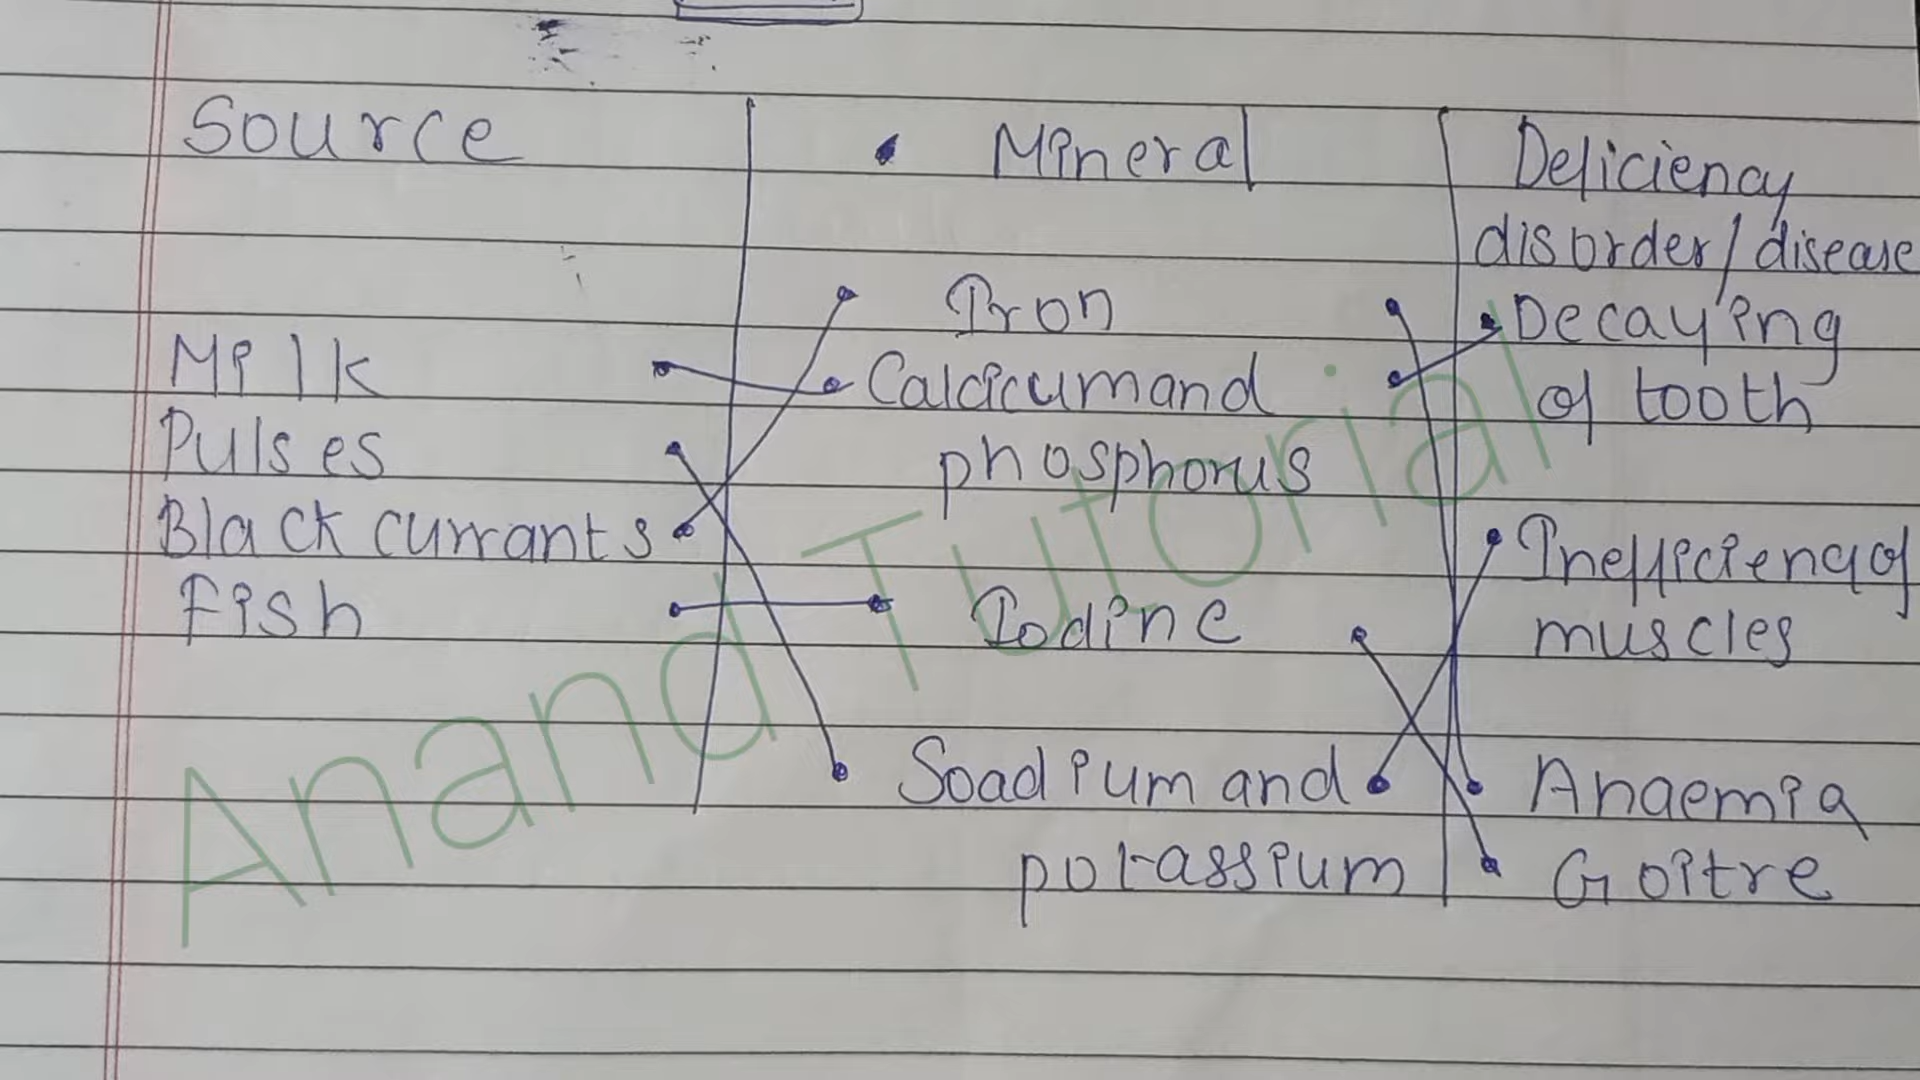 Source Mineral Deficiency
disorder/disease
Iron Decaying
Milk Calcicum and of tooth
Pulses phosphorus
Black currants Inefficiency of
Fish Iodine muscles
Soadium and Anaemia
potassium Goitre
Anand Tutorial